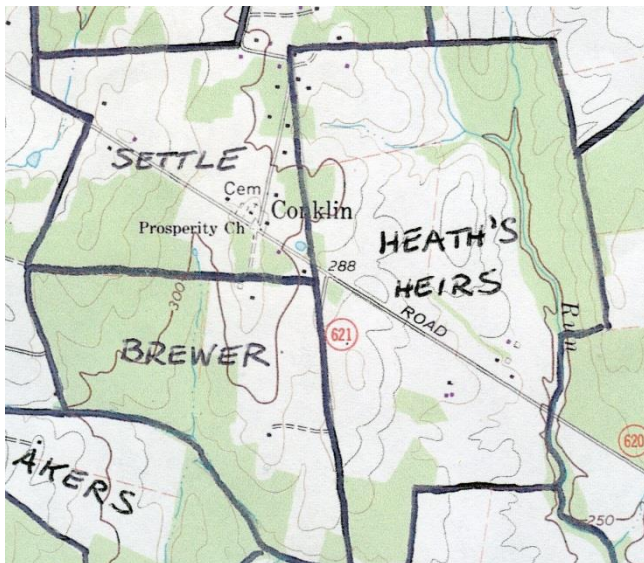 SETTLE
Cem
Conklin
Prosperity Ch
HEATH'S
HEIRS
288
300
ROAD
Run
621
BREWER
620
AKERS
250